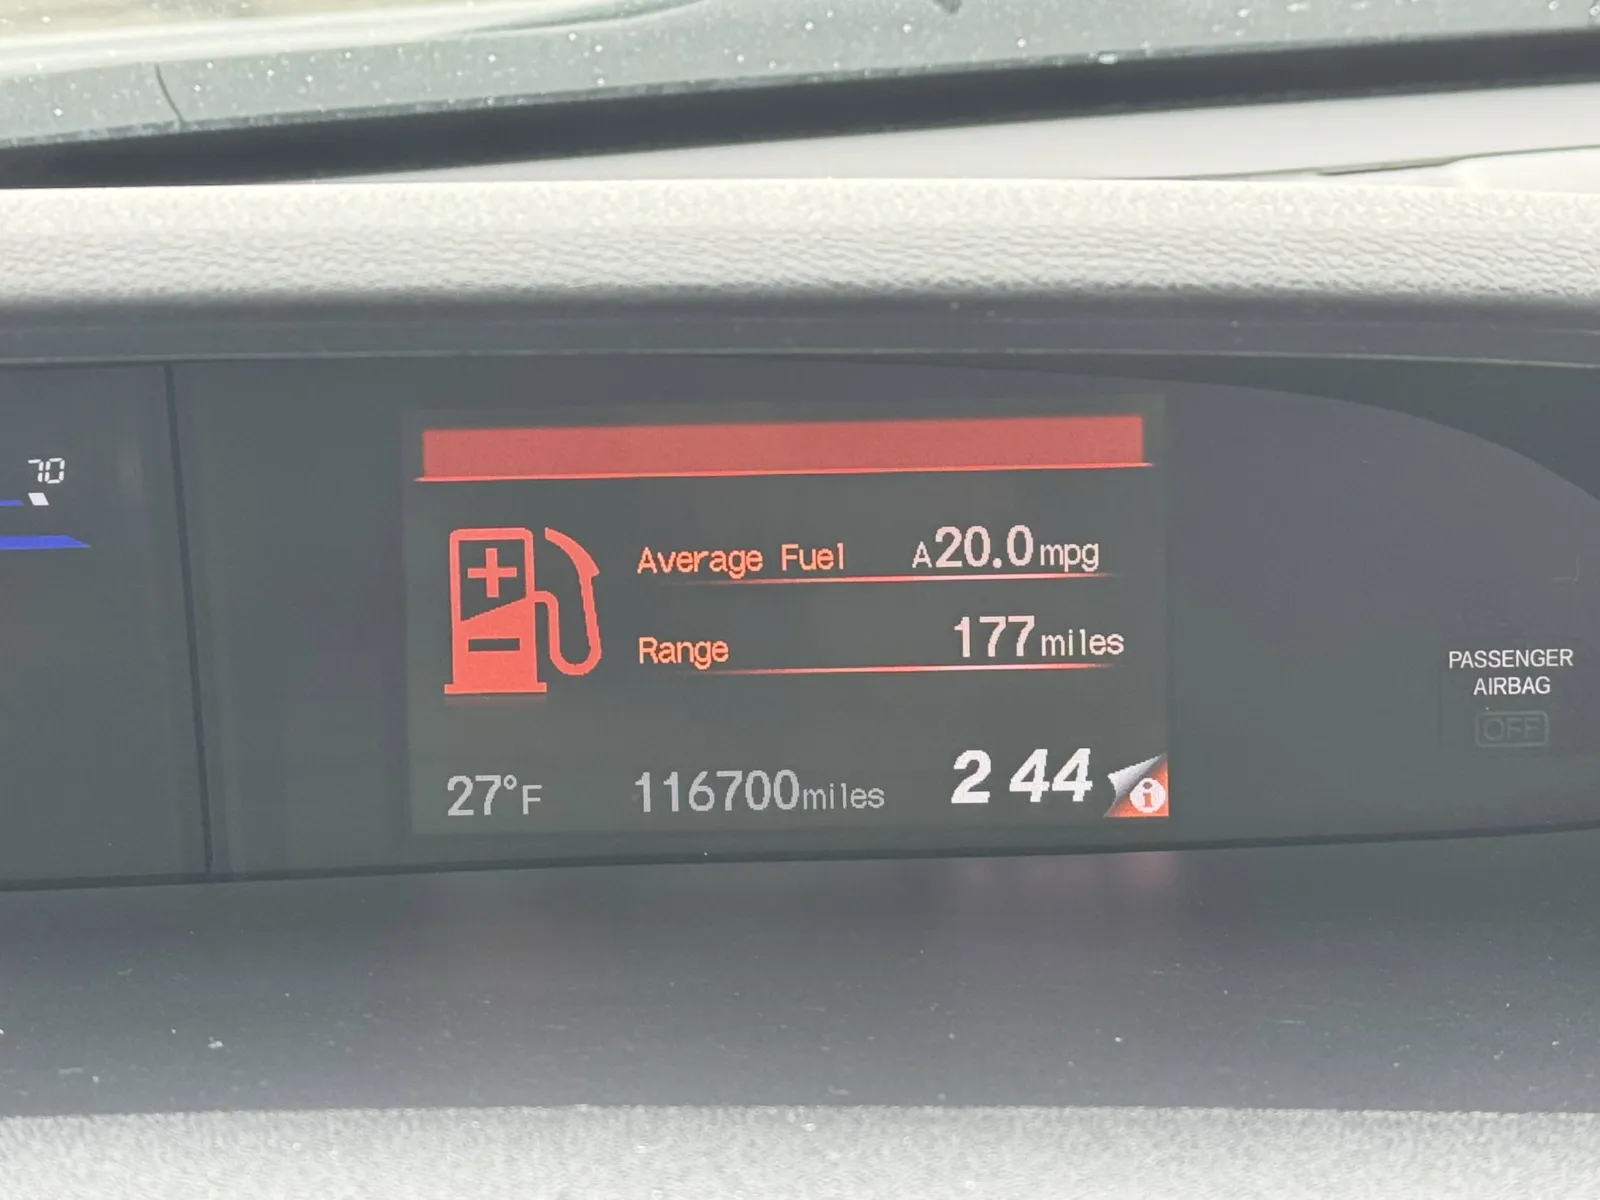 70
Average Fuel A20.0mpg
Range 177miles
27°F 116700miles 2 44
PASSENGER
AIRBAG
OFF